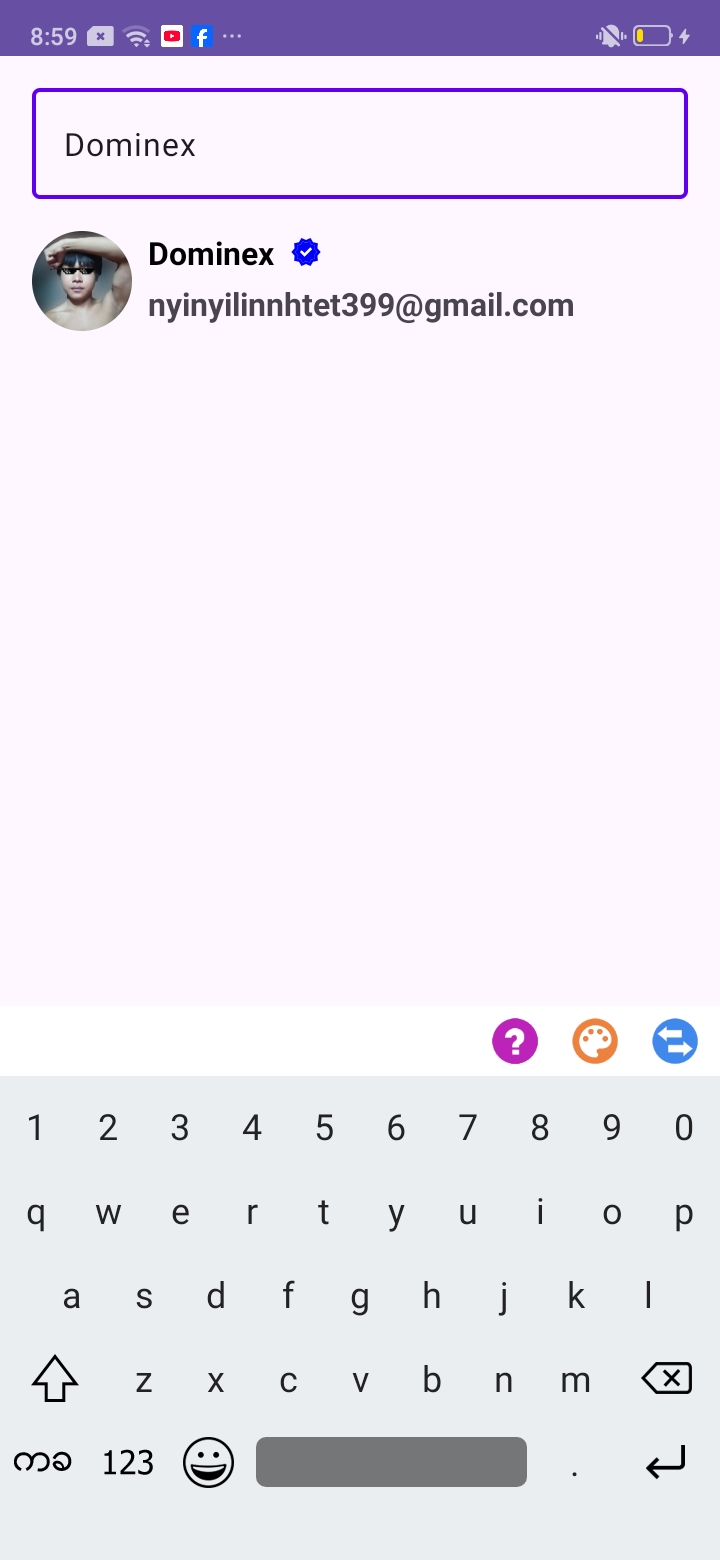 8:59
Dominex
Dominex
nyinyilinnhtet399@gmail.com
?
1 2 3 4 5 6 7 8 9 0
q w e r t y u i o p
a s d f g h j k l
z x c v b n m
ကခ 123 .